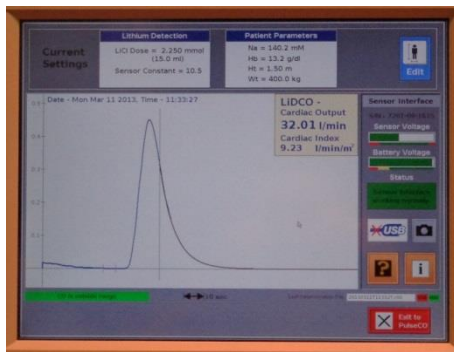 Current
Settings
Lithium Detection
LiCl Dose = 2.250 mmol
(15.0 ml)
Sensor Constant = 10.5
Patient Parameters
Na = 140.2 mM
Hb = 13.2 g/dl
Ht = 1.50 m
Wt = 400.0 kg
Edit
Date - Mon Mar 11 2013, Time - 11:33:27
LiDCO -
Cardiac Output
32.01 l/min
Cardiac Index
9.23 l/min/m²
Sensor Interface
Sensor Voltage
Battery Voltage
Status
USB
?
i
Exit to
PulseCO